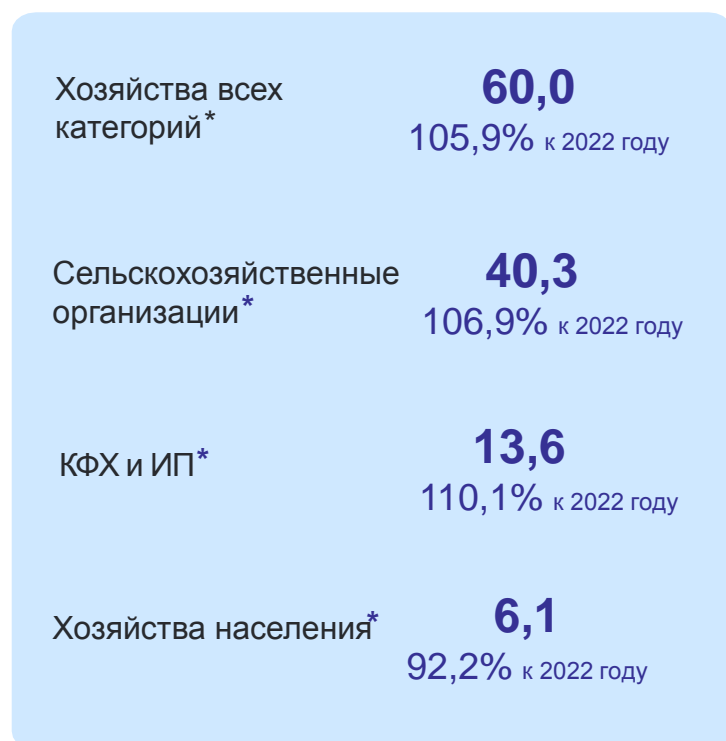 Хозяйства всех
категорий*
60,0
105,9% к 2022 году
Сельскохозяйственные
организации*
40,3
106,9% к 2022 году
КФХ и ИП*
13,6
110,1% к 2022 году
Хозяйства населения*
6,1
92,2% к 2022 году